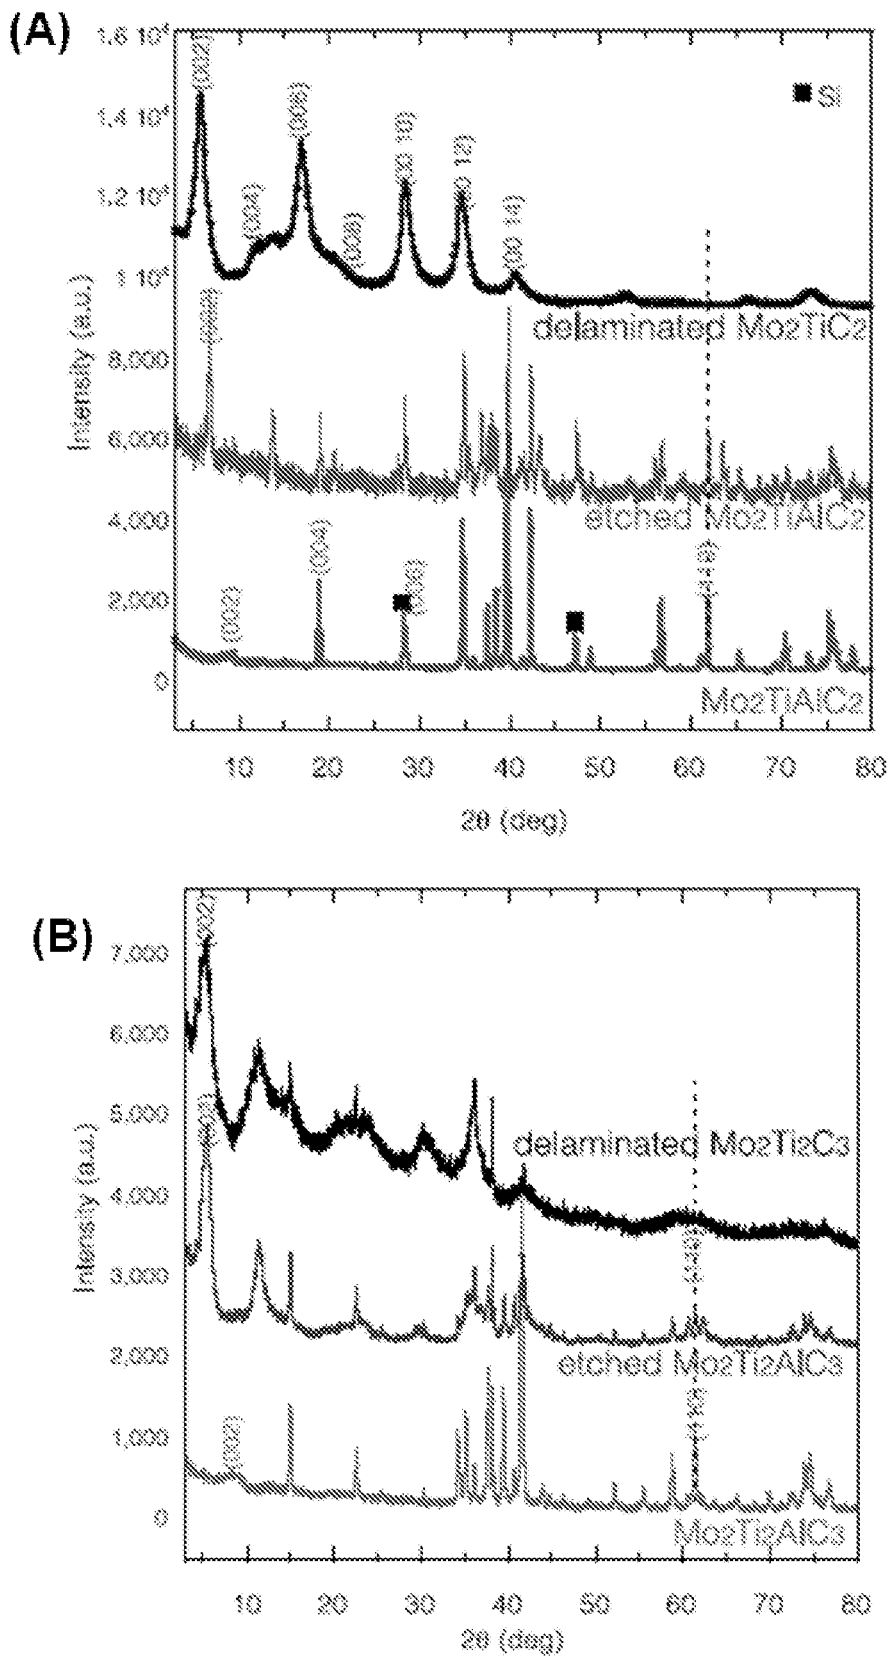 (A)
1.6 10⁴
1.4 10⁴
1.2 10⁴
1 10⁴
8,000
6,000
4,000
2,000
0
Intensity (a.u.)
(002)
(004)
(006)
(008)
(00 10)
(00 12)
(00 14)
■ Si
delaminated Mo2TiC2
(002)
etched Mo2TiAlC2
(002)
(004)
(006)
(110)
Mo2TiAlC2
10 20 30 40 50 60 70 80
2θ (deg)
(B)
7,000
6,000
5,000
4,000
3,000
2,000
1,000
0
Intensity (a.u.)
(002)
delaminated Mo2Ti2C3
(002)
(110)
etched Mo2Ti2AlC3
(002)
(110)
Mo2Ti2AlC3
10 20 30 40 50 60 70 80
2θ (deg)